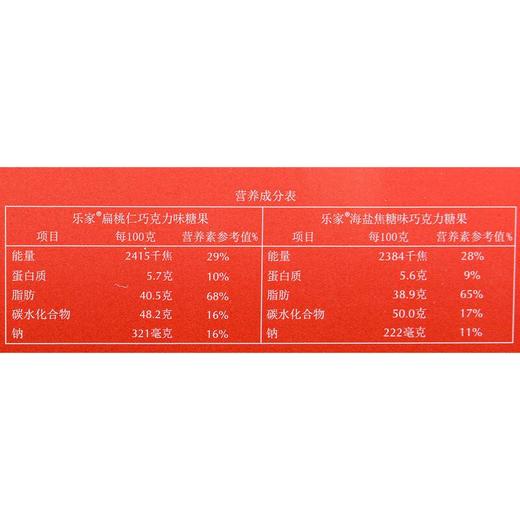 营养成分表
乐家®扁桃仁巧克力味糖果
项目 每100克 营养素参考值%
能量 2415千焦 29%
蛋白质 5.7克 10%
脂肪 40.5克 68%
碳水化合物 48.2克 16%
钠 321毫克 16%
乐家®海盐焦糖味巧克力糖果
项目 每100克 营养素参考值%
能量 2384千焦 28%
蛋白质 5.6克 9%
脂肪 38.9克 65%
碳水化合物 50.0克 17%
钠 222毫克 11%